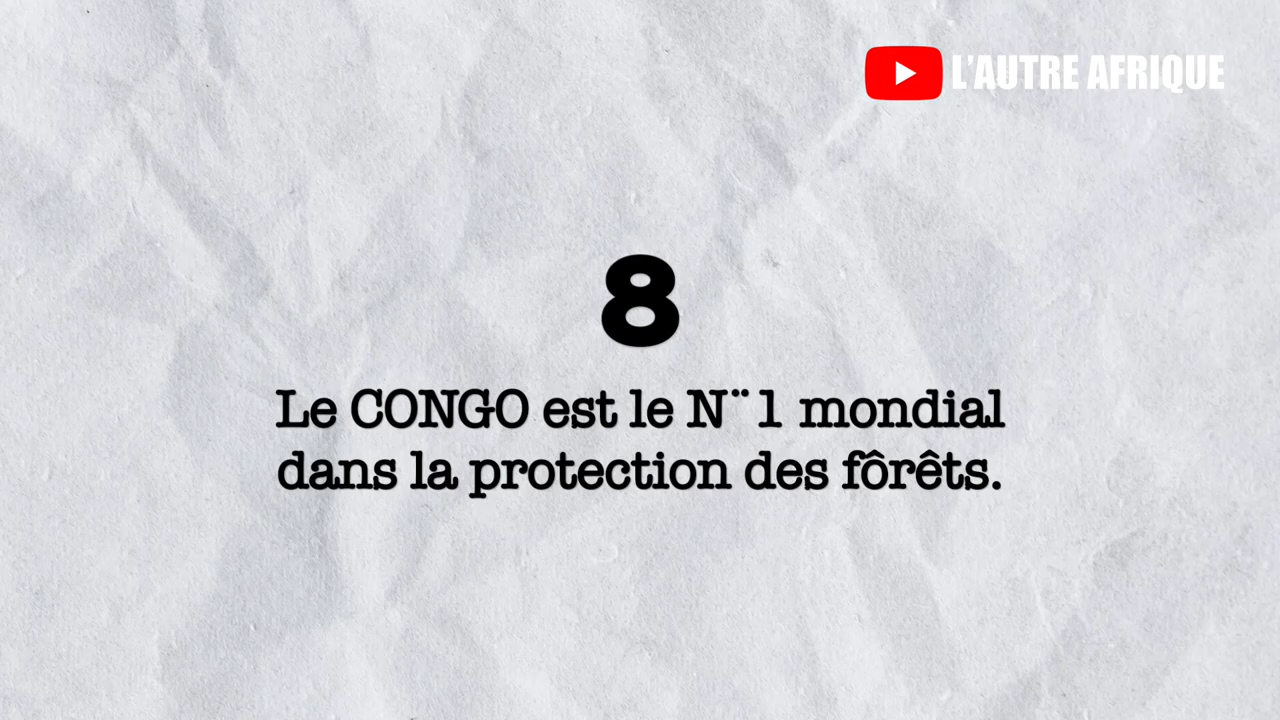 L'AUTRE AFRIQUE
8
Le CONGO est le N¨1 mondial
dans la protection des fôrêts.